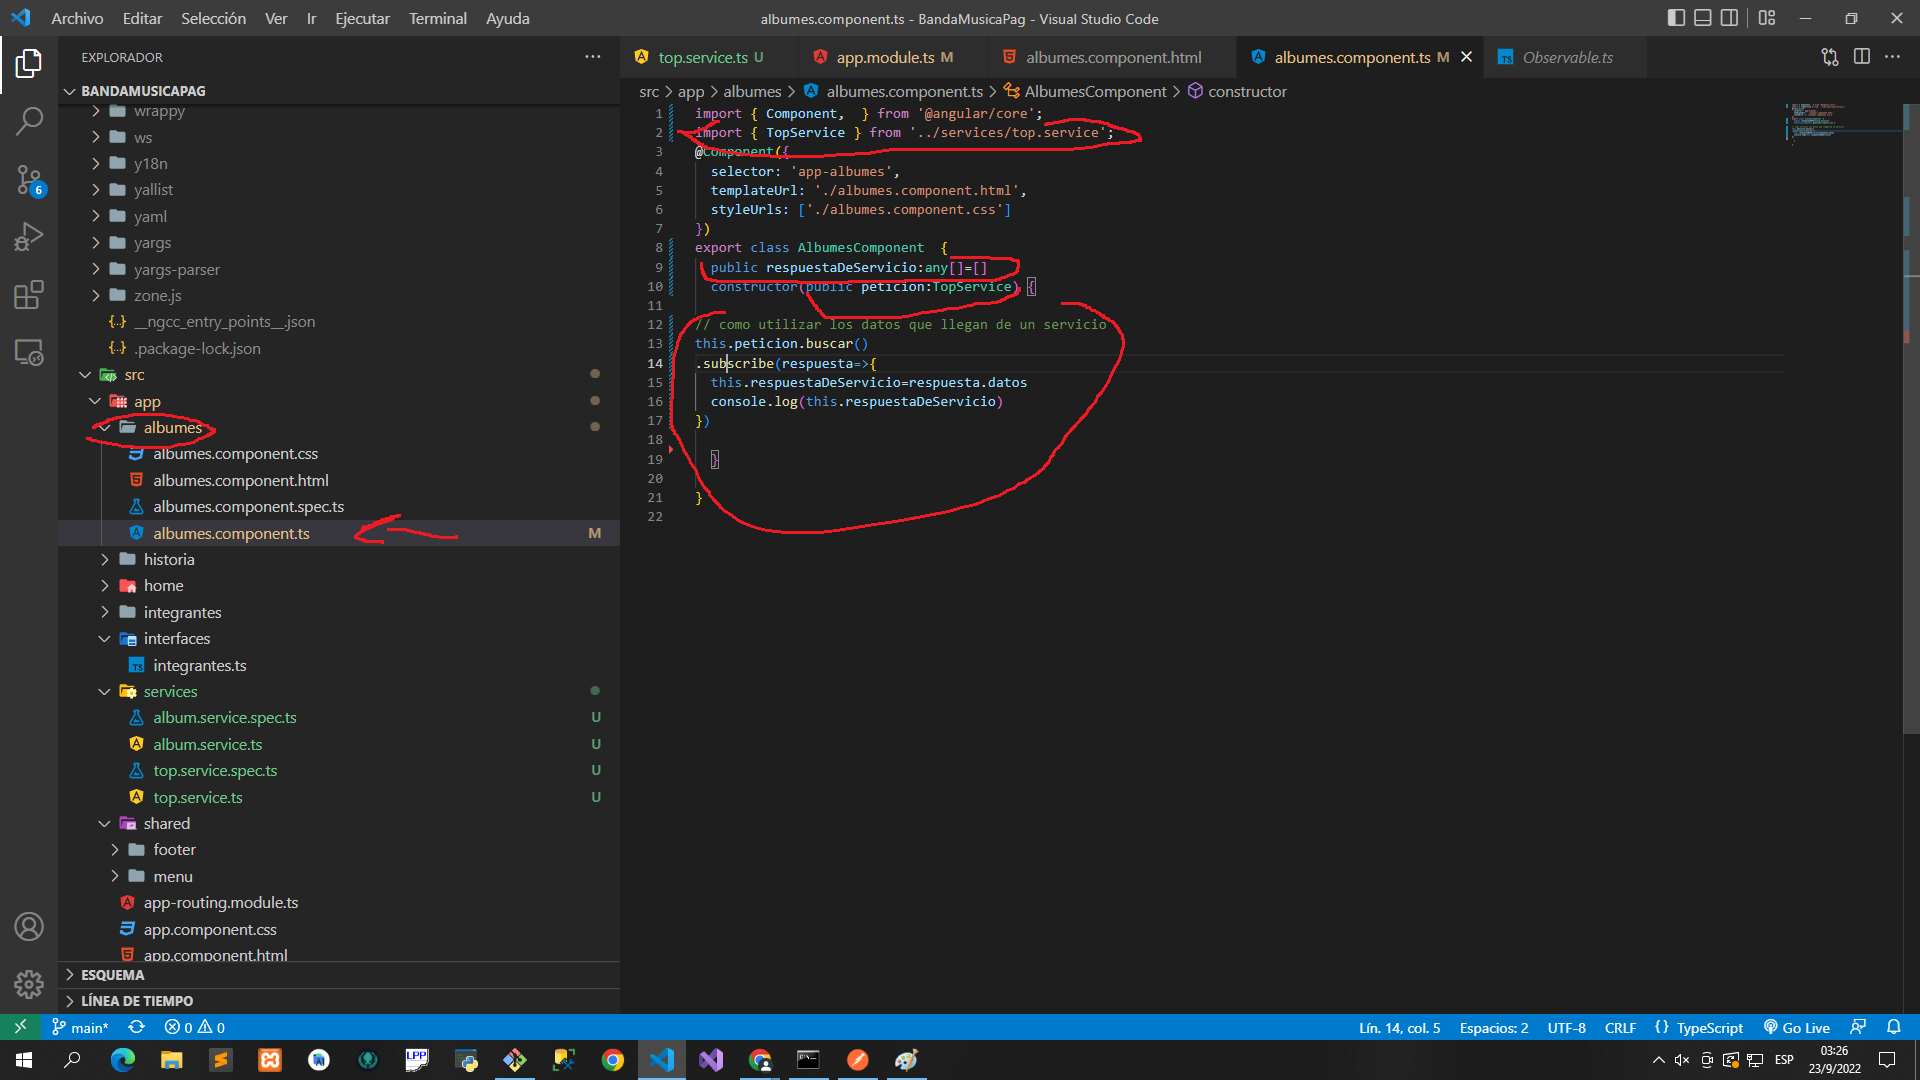 Archivo Editar Selección Ver Ir Ejecutar Terminal Ayuda
albumes.component.ts - BandaMusicaPag - Visual Studio Code
EXPLORADOR
BANDAMUSICAPAG
wrappy
ws
y18n
yallist
yaml
yargs
yargs-parser
zone.js
{..} __ngcc_entry_points__.json
{..} .package-lock.json
src
app
albumes
albumes.component.css
albumes.component.html
albumes.component.spec.ts
albumes.component.ts M
historia
home
integrantes
interfaces
TS integrantes.ts
services
album.service.spec.ts U
album.service.ts U
top.service.spec.ts U
top.service.ts U
shared
footer
menu
app-routing.module.ts
app.component.css
app.component.html
ESQUEMA
LÍNEA DE TIEMPO
6
top.service.ts U
app.module.ts M
albumes.component.html
albumes.component.ts M
TS Observable.ts
src > app > albumes > albumes.component.ts > AlbumesComponent > constructor
1 import { Component,  } from '@angular/core';
2 import { TopService } from '../services/top.service';
3 @Component({
4   selector: 'app-albumes',
5   templateUrl: './albumes.component.html',
6   styleUrls: ['./albumes.component.css']
7 })
8 export class AlbumesComponent  {
9   public respuestaDeServicio:any[]=[]
10   constructor(public peticion:TopService) {
11
12 // como utilizar los datos que llegan de un servicio
13 this.peticion.buscar()
14 .subscribe(respuesta=>{
15   this.respuestaDeServicio=respuesta.datos
16   console.log(this.respuestaDeServicio)
17 })
18
19   }
20
21 }
22
main* 0 0
Lín. 14, col. 5 Espacios: 2 UTF-8 CRLF {} TypeScript Go Live
LPP
ESP
03:26
23/9/2022